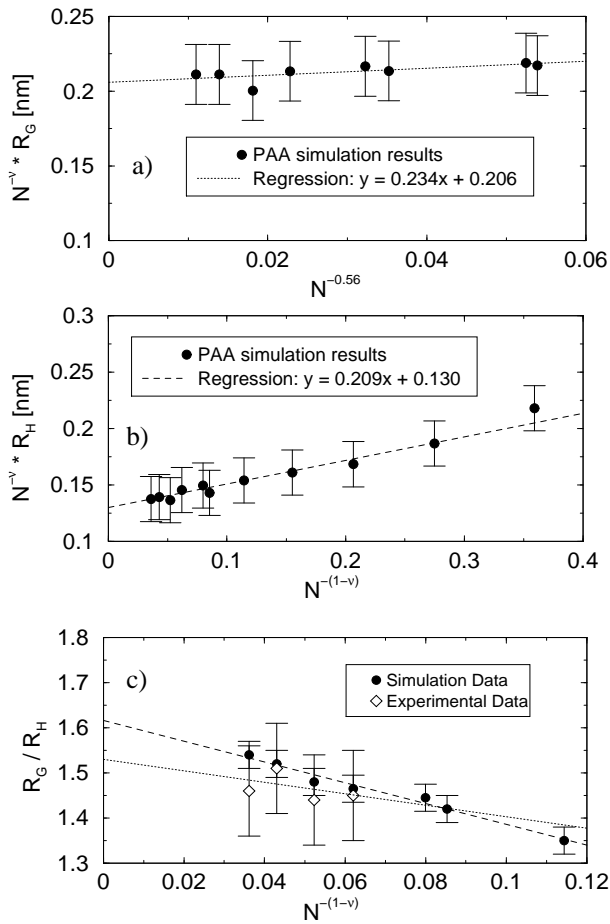 0.25
0.2
0.15
0.1
N^-ν * R_G [nm]
a)
PAA simulation results
Regression: y = 0.234x + 0.206
0 0.02 0.04 0.06
N^-0.56
0.3
0.25
0.2
0.15
0.1
N^-ν * R_H [nm]
PAA simulation results
Regression: y = 0.209x + 0.130
b)
0 0.1 0.2 0.3 0.4
N^-(1-ν)
1.8
1.7
1.6
1.5
1.4
1.3
R_G / R_H
c)
Simulation Data
Experimental Data
0 0.02 0.04 0.06 0.08 0.1 0.12
N^-(1-ν)